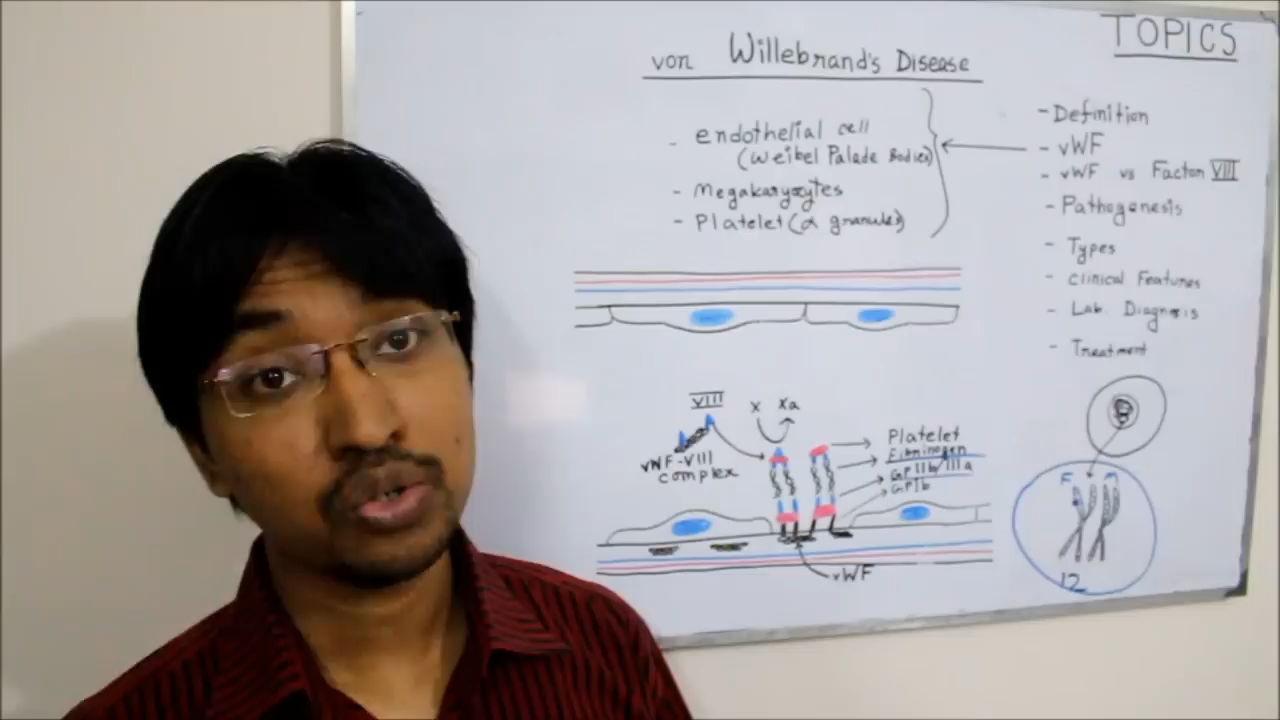 von Willebrand's Disease
- endothelial cell
(Weibel Palade Bodies)
- Megakaryocytes
- Platelet (α granules)
TOPICS
- Definition
- vWF
- vWF vs Factor VIII
- Pathogenesis
- Types
- clinical Features
- Lab. Diagnosis
- Treatment
VIII
vWF-VIII
complex
X Xa
Platelet
Fibrinogen
GPIIb/IIIa
GPIb
vWF
12